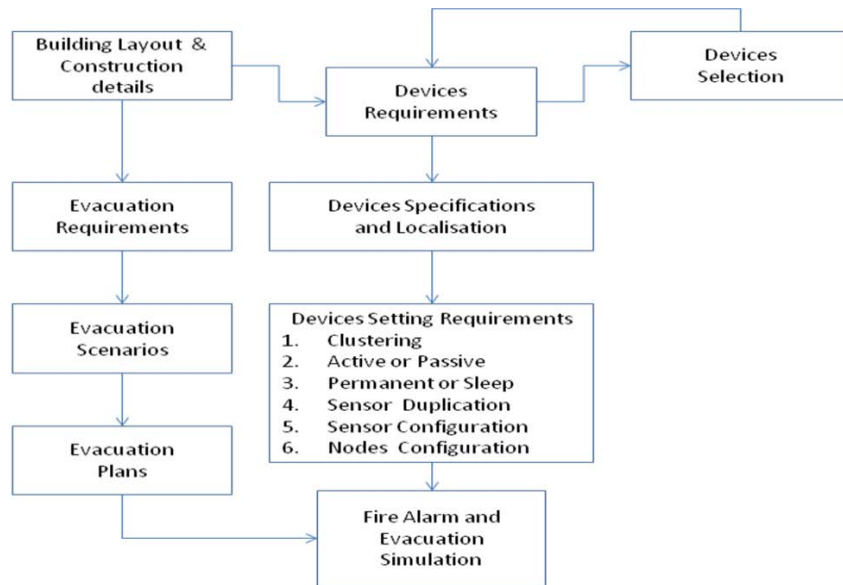 Building Layout &
Construction
details
Devices
Requirements
Devices
Selection
Evacuation
Requirements
Devices Specifications
and Localisation
Evacuation
Scenarios
Devices Setting Requirements
1. Clustering
2. Active or Passive
3. Permanent or Sleep
4. Sensor Duplication
5. Sensor Configuration
6. Nodes Configuration
Evacuation
Plans
Fire Alarm and
Evacuation
Simulation